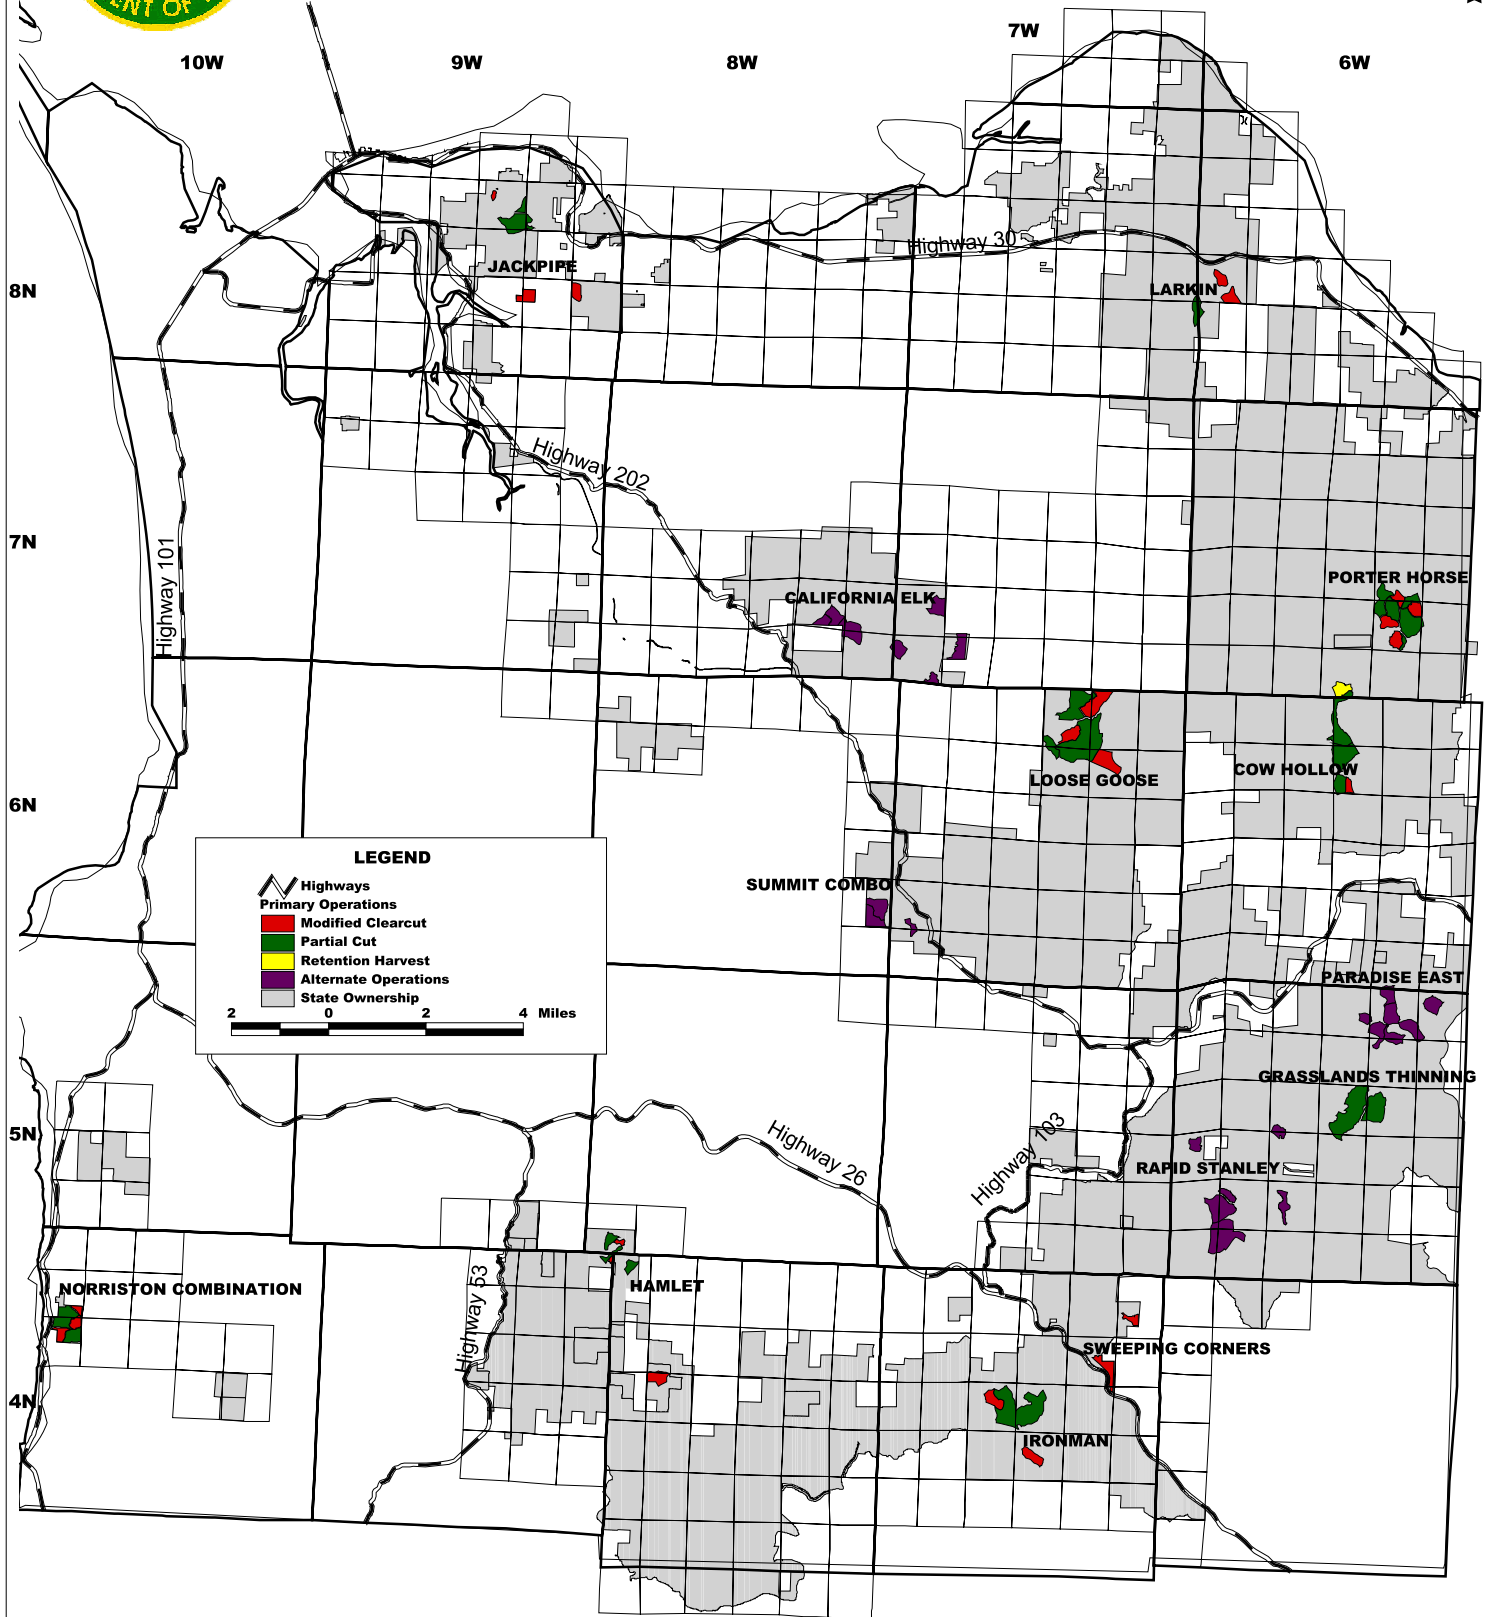 ENT OF
7W
10W
9W
8W
6W
Highway 30
JACKPIPE
8N
LARKIN
Highway 202
7N
Highway 101
PORTER HORSE
CALIFORNIA ELK
COW HOLLOW
LOOSE GOOSE
6N
LEGEND
Highways
Primary Operations
Modified Clearcut
Partial Cut
Retention Harvest
Alternate Operations
State Ownership
2 0 2 4 Miles
SUMMIT COMBO
PARADISE EAST
GRASSLANDS THINNING
5N
Highway 26
Highway 103
RAPID STANLEY
HAMLET
NORRISTON COMBINATION
Highway 53
SWEEPING CORNERS
4N
IRONMAN